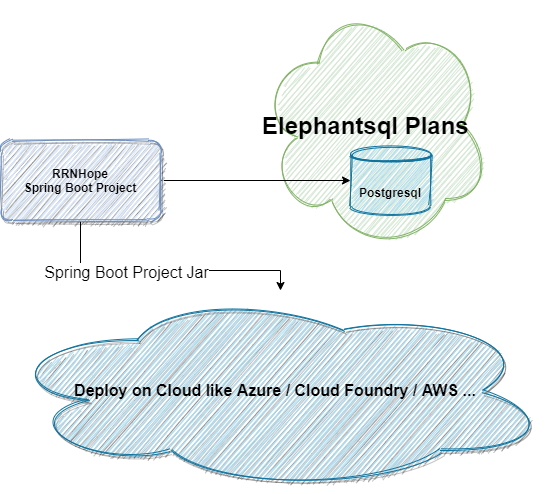 Elephantsql Plans
RRNHope
Spring Boot Project
Postgresql
Spring Boot Project Jar
Deploy on Cloud like Azure / Cloud Foundry / AWS ...